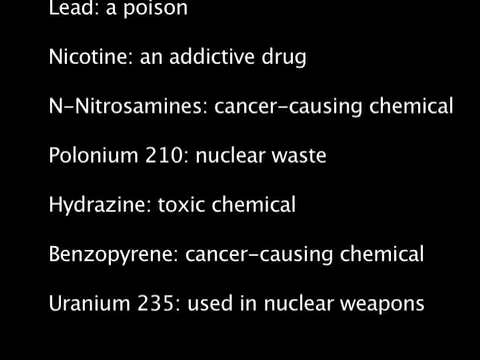 Lead: a poison
Nicotine: an addictive drug
N-Nitrosamines: cancer-causing chemical
Polonium 210: nuclear waste
Hydrazine: toxic chemical
Benzopyrene: cancer-causing chemical
Uranium 235: used in nuclear weapons